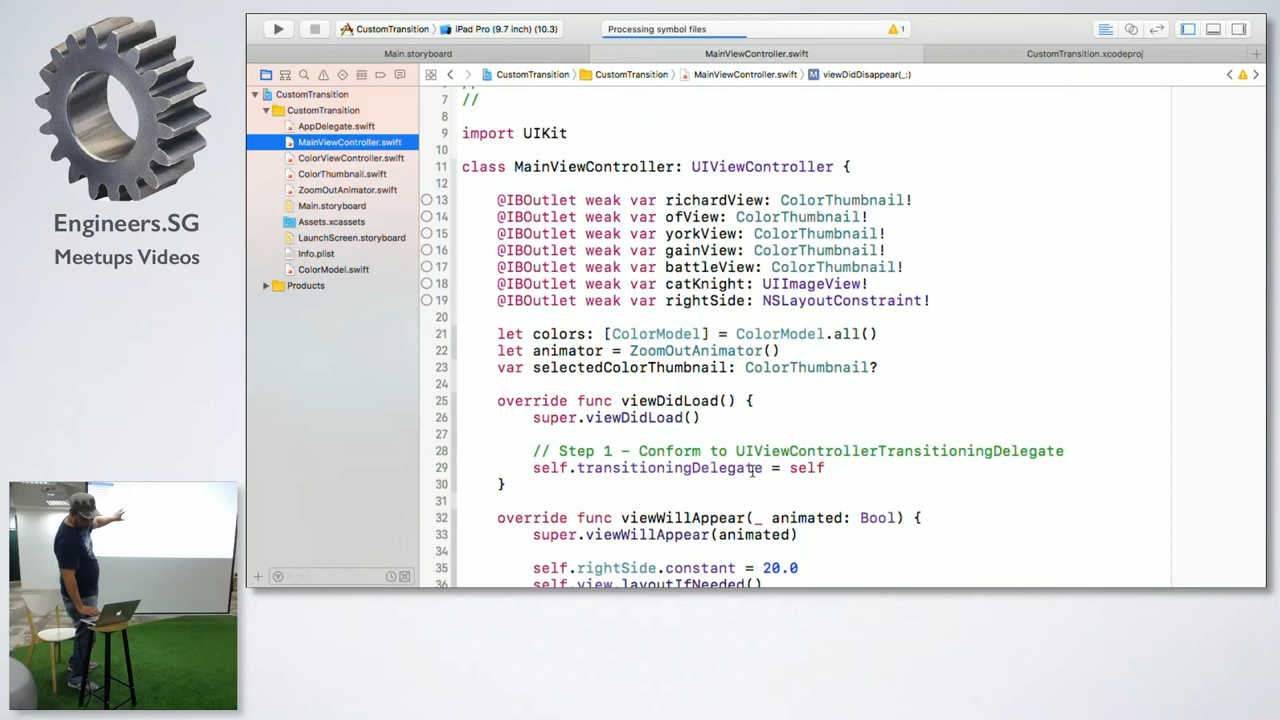 Engineers.SG
Meetups Videos
CustomTransition
iPad Pro (9.7 inch) (10.3)
Processing symbol files
1
Main.storyboard
MainViewController.swift
CustomTransition.xcodeproj
CustomTransition
CustomTransition
MainViewController.swift
viewDidDisappear(_:)
CustomTransition
CustomTransition
AppDelegate.swift
MainViewController.swift
ColorViewController.swift
ColorThumbnail.swift
ZoomOutAnimator.swift
Main.storyboard
Assets.xcassets
LaunchScreen.storyboard
Info.plist
ColorModel.swift
Products
7 //
8
9 import UIKit
10
11 class MainViewController: UIViewController {
12
13 @IBOutlet weak var richardView: ColorThumbnail!
14 @IBOutlet weak var ofView: ColorThumbnail!
15 @IBOutlet weak var yorkView: ColorThumbnail!
16 @IBOutlet weak var gainView: ColorThumbnail!
17 @IBOutlet weak var battleView: ColorThumbnail!
18 @IBOutlet weak var catKnight: UIImageView!
19 @IBOutlet weak var rightSide: NSLayoutConstraint!
20
21 let colors: [ColorModel] = ColorModel.all()
22 let animator = ZoomOutAnimator()
23 var selectedColorThumbnail: ColorThumbnail?
24
25 override func viewDidLoad() {
26 super.viewDidLoad()
27
28 // Step 1 - Conform to UIViewControllerTransitioningDelegate
29 self.transitioningDelegate = self
30 }
31
32 override func viewWillAppear(_ animated: Bool) {
33 super.viewWillAppear(animated)
34
35 self.rightSide.constant = 20.0
36 self.view.layoutIfNeeded()